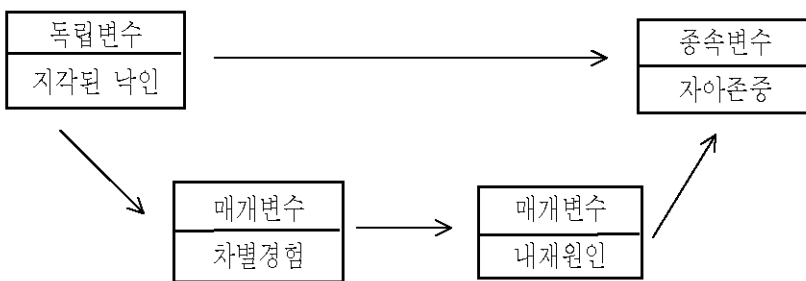 독립변수
지각된 낙인
종속변수
자아존중
매개변수
차별경험
매개변수
내재원인